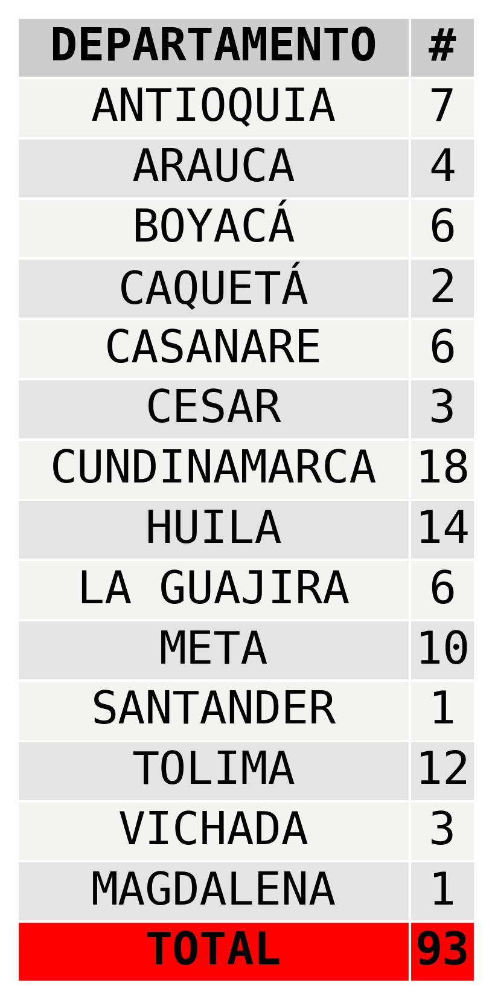 DEPARTAMENTO #
ANTIOQUIA 7
ARAUCA 4
BOYACÁ 6
CAQUETÁ 2
CASANARE 6
CESAR 3
CUNDINAMARCA 18
HUILA 14
LA GUAJIRA 6
META 10
SANTANDER 1
TOLIMA 12
VICHADA 3
MAGDALENA 1
TOTAL 93